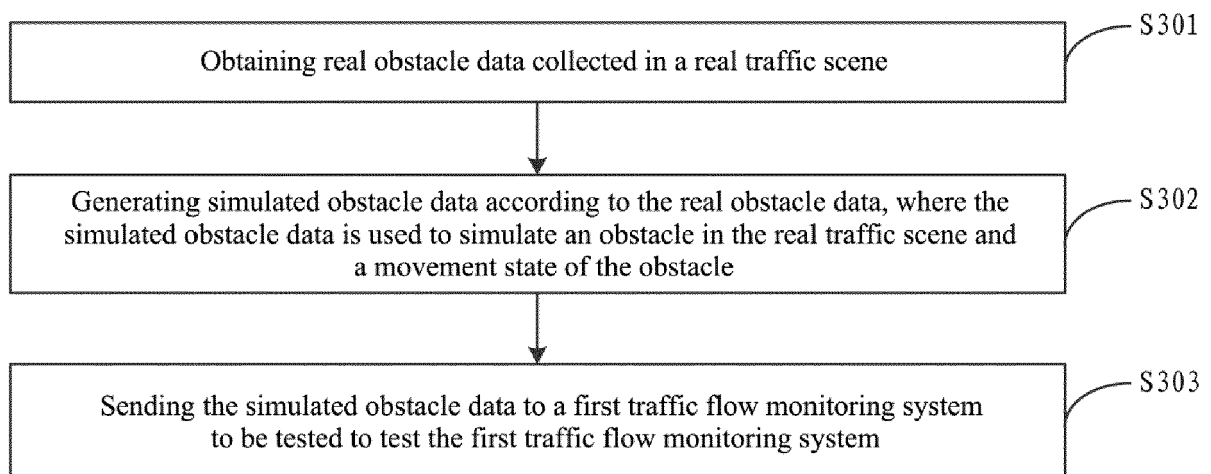 S301
Obtaining real obstacle data collected in a real traffic scene
S302
Generating simulated obstacle data according to the real obstacle data, where the
simulated obstacle data is used to simulate an obstacle in the real traffic scene and
a movement state of the obstacle
S303
Sending the simulated obstacle data to a first traffic flow monitoring system
to be tested to test the first traffic flow monitoring system